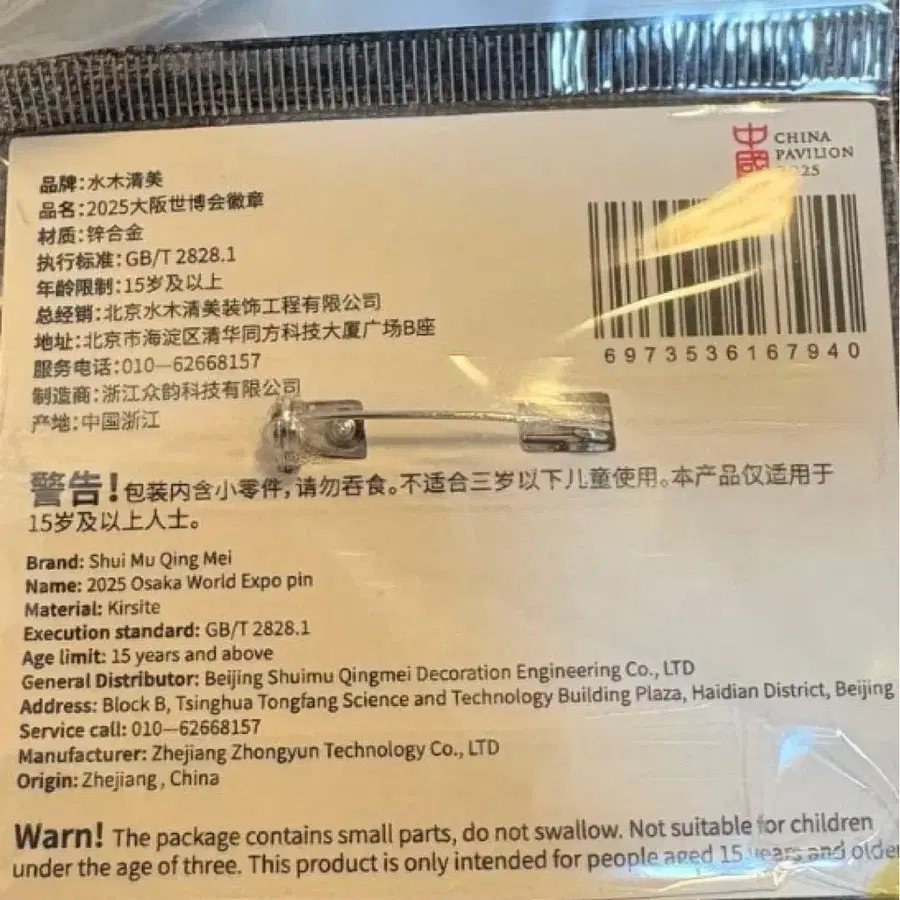 中國
CHINA
PAVILION
2025
品牌:水木清美
品名:2025大阪世博会徽章
材质:锌合金
执行标准:GB/T 2828.1
年龄限制:15岁及以上
总经销:北京水木清美装饰工程有限公司
地址:北京市海淀区清华同方科技大厦广场B座
服务电话:010—62668157
制造商:浙江众韵科技有限公司
产地:中国浙江
6973536167940
警告!包装内含小零件,请勿吞食。不适合三岁以下儿童使用。本产品仅适用于
15岁及以上人士。
Brand: Shui Mu Qing Mei
Name: 2025 Osaka World Expo pin
Material: Kirsite
Execution standard: GB/T 2828.1
Age limit: 15 years and above
General Distributor: Beijing Shuimu Qingmei Decoration Engineering Co., LTD
Address: Block B, Tsinghua Tongfang Science and Technology Building Plaza, Haidian District, Beijing
Service call: 010—62668157
Manufacturer: Zhejiang Zhongyun Technology Co., LTD
Origin: Zhejiang , China
Warn! The package contains small parts, do not swallow. Not suitable for children
under the age of three. This product is only intended for people aged 15 years and older